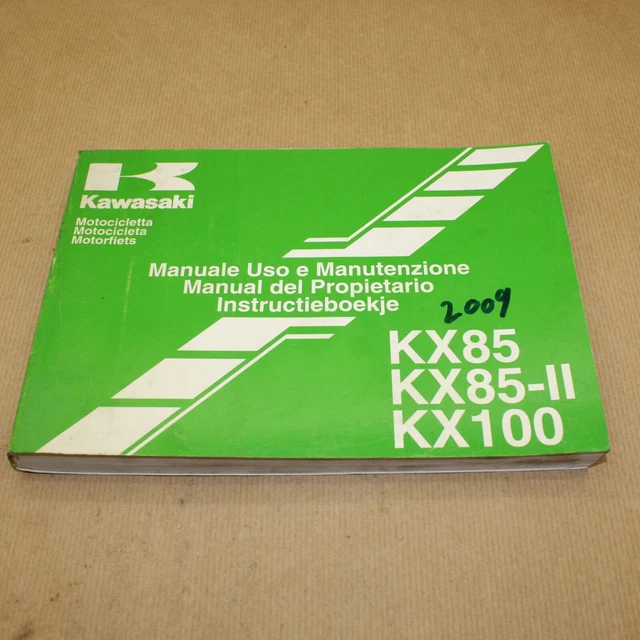 Kawasaki
Motocicletta
Motocicleta
Motorfiets
Manuale Uso e Manutenzione
Manual del Propietario
Instructieboekje
2009
KX85
KX85-II
KX100